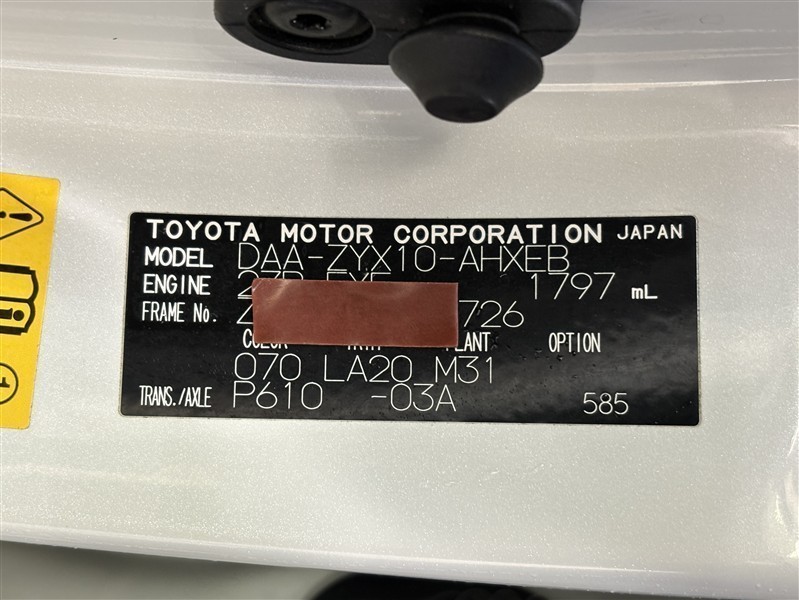 TOYOTA MOTOR CORPORATION JAPAN
MODEL DAA-ZYX10-AHXEB
ENGINE 1797 mL
FRAME No. Z 726
OPTION
070 LA20 M31
TRANS./AXLE P610 -03A 585
1